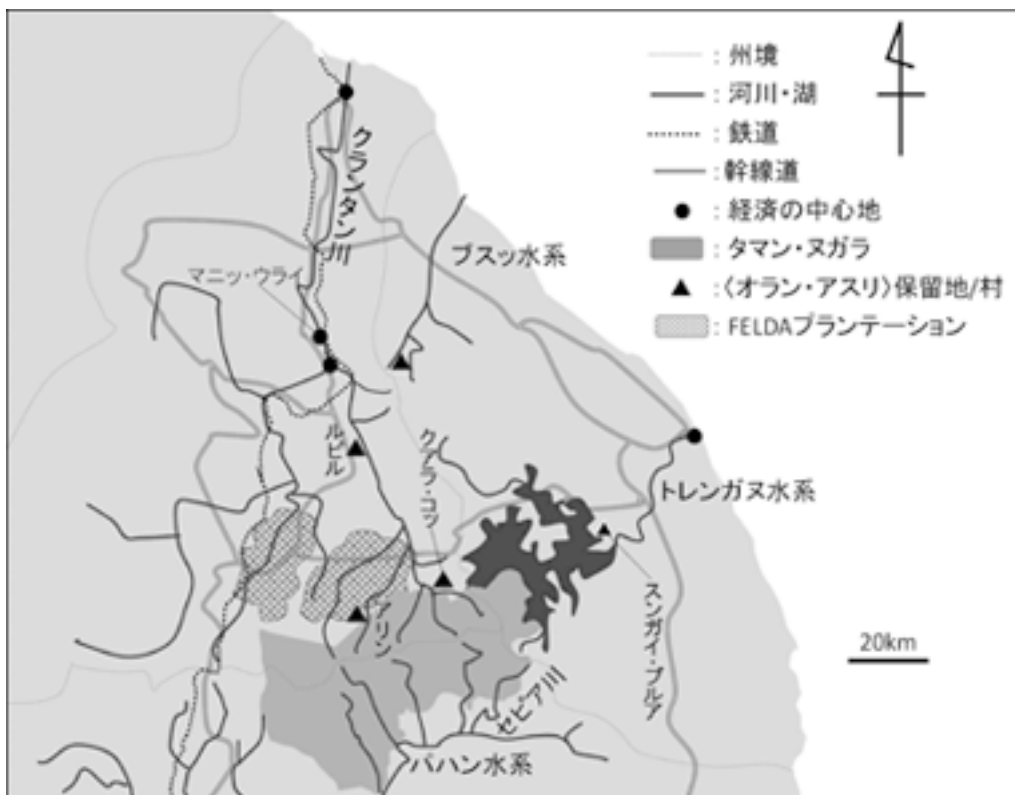 : 州境
: 河川・湖
: 鉄道
: 幹線道
: 経済の中心地
: タマン・ヌガラ
: 〈オラン・アスリ〉保留地/村
: FELDAプランテーション
クランタン川
ブスッ水系
マニッ・ウライ
ルビル
クアラ・コッ
トレンガヌ水系
アリン
スンガイ・ブルア
20km
セピア川
パハン水系